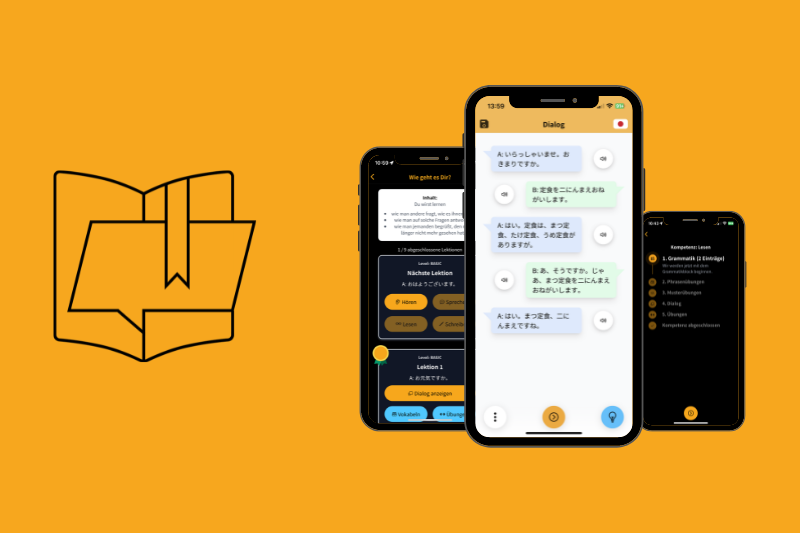 10:59
Wie geht es Dir?
Inhalt:
Du wirst lernen
wie man andere fragt, wie es ihnen
wie man auf solche Fragen antwo
wie man jemanden begrüßt, den
länger nicht mehr gesehen hat
1 / 9 abgeschlossene Lektionen
Level: BASIC
Nächste Lektion
A: おはようございます。
Hören
Spreche
Lesen
Schreib
Level: BASIC
Lektion 1
A: お元気ですか。
Dialog anzeigen
Vokabeln
Übung
13:59
Dialog
A: いらっしゃいませ。お
きまりですか。
B: 定食を二にんまえおね
がいします。
A: はい。定食は、まつ定
食、たけ定食、うめ定食が
ありますが。
B: あ、そうですか。じゃ
あ、まつ定食を二にんまえ
おねがいします。
A: はい。まつ定食、二に
んまえですね。
Kompetenz: Lesen
1. Grammatik (2 Einträge)
Wir werden jetzt mit dem
Grammatikblock beginnen
2. Phrasenübungen
3. Musterübungen
4. Dialog
5. Übungen
Kompetenz abgeschlossen